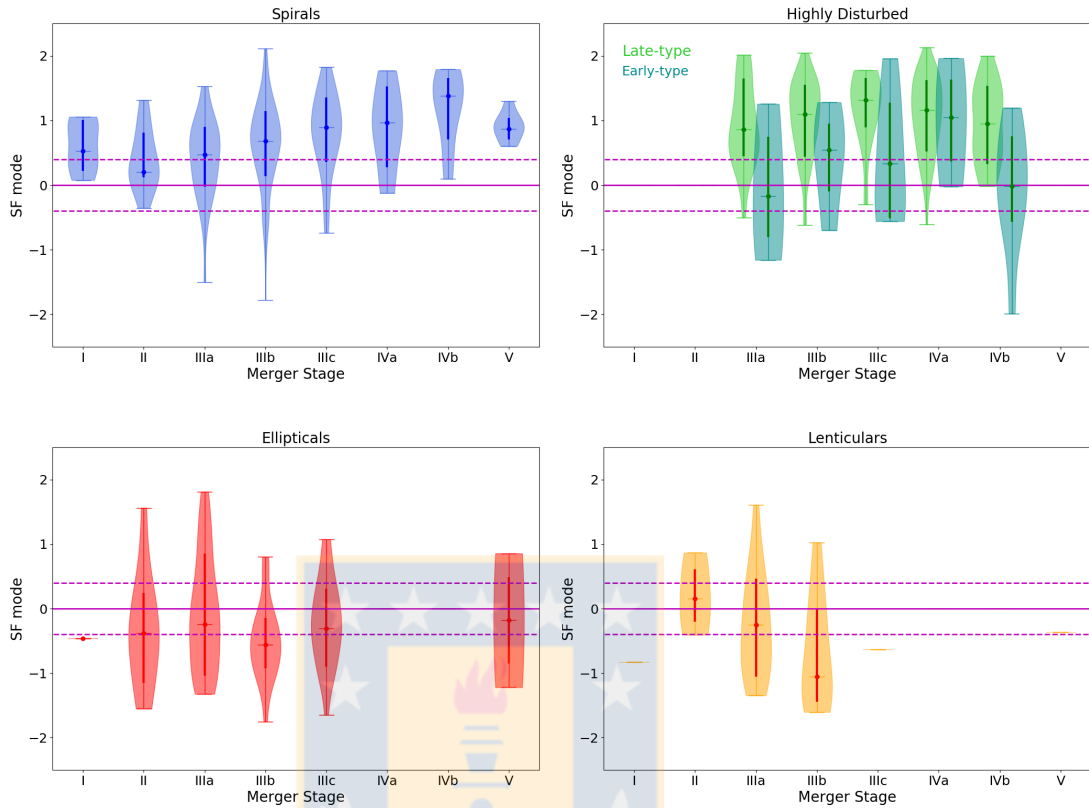 Spirals
2
1
0
−1
−2
SF mode
I II IIIa IIIb IIIc IVa IVb V
Merger Stage
Highly Disturbed
Late-type
Early-type
2
1
0
−1
−2
SF mode
I II IIIa IIIb IIIc IVa IVb V
Merger Stage
Ellipticals
2
1
0
−1
−2
SF mode
I II IIIa IIIb IIIc IVa IVb V
Merger Stage
Lenticulars
2
1
0
−1
−2
SF mode
I II IIIa IIIb IIIc IVa IVb V
Merger Stage